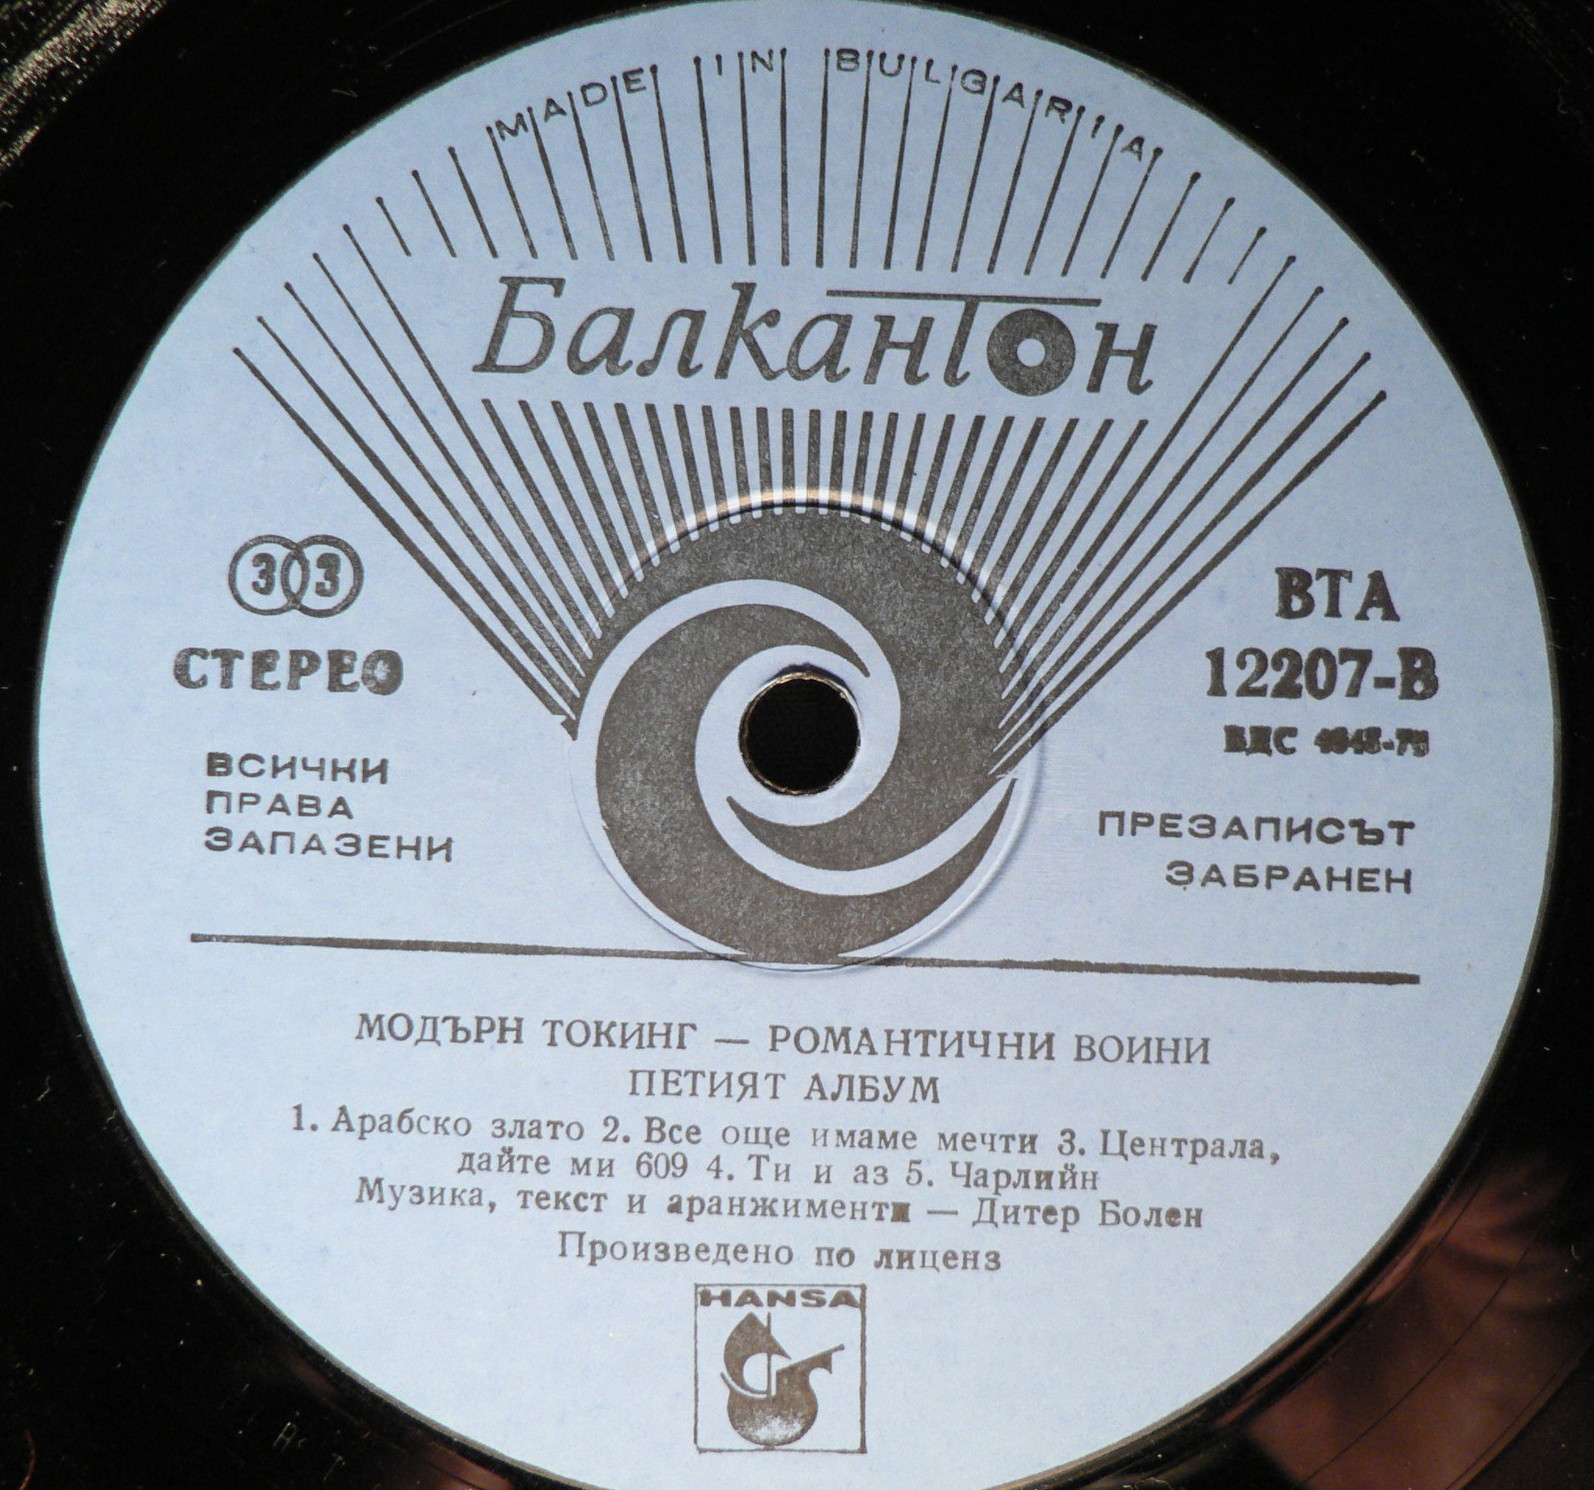 MADE IN BULGARIA
Балкантон
33
СТЕРЕО
ВСИЧКИ
ПРАВА
ЗАПАЗЕНИ
ВТА
12207-В
БДС
ПРЕЗАПИСЪТ
ЗАБРАНЕН
МОДЪРН ТОКИНГ — РОМАНТИЧНИ ВОИНИ
ПЕТИЯТ АЛБУМ
1. Арабско злато 2. Все още имаме мечти 3. Централа,
дайте ми 609 4. Ти и аз 5. Чарлийн
Музика, текст и аранжименти — Дитер Болен
Произведено по лиценз
HANSA